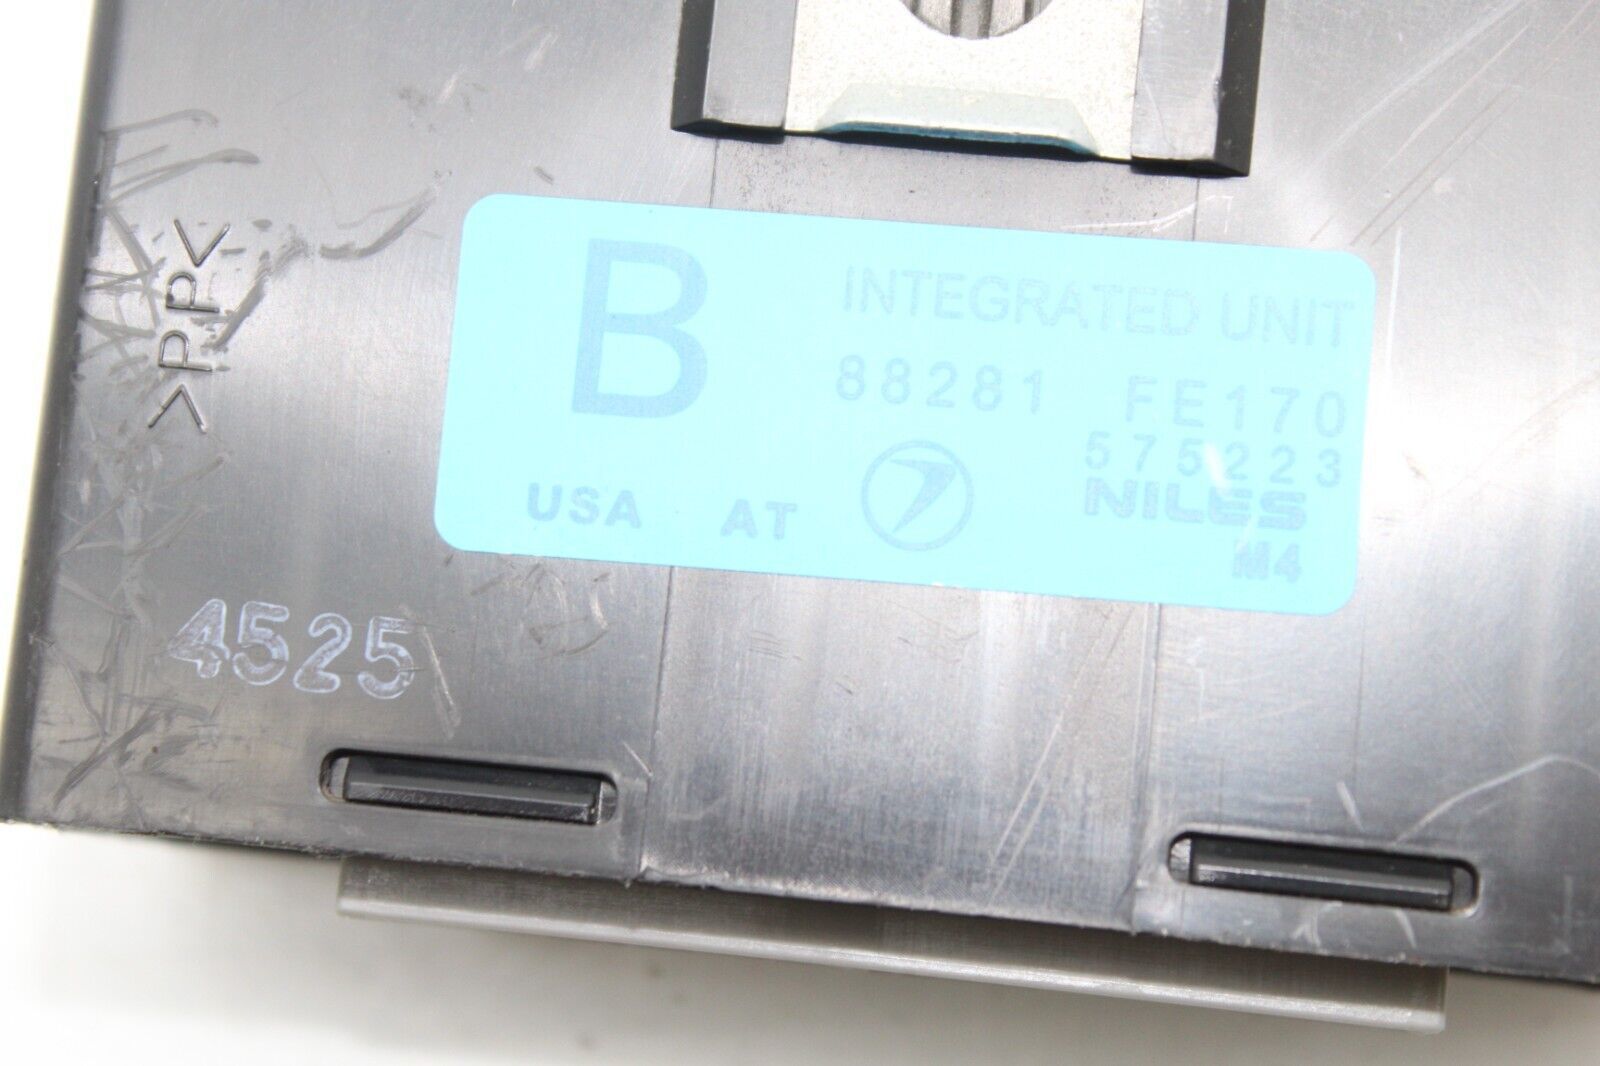 B
INTEGRATED UNIT
88281 FE170
575223
USA AT NILES
M4
>PP<
4525